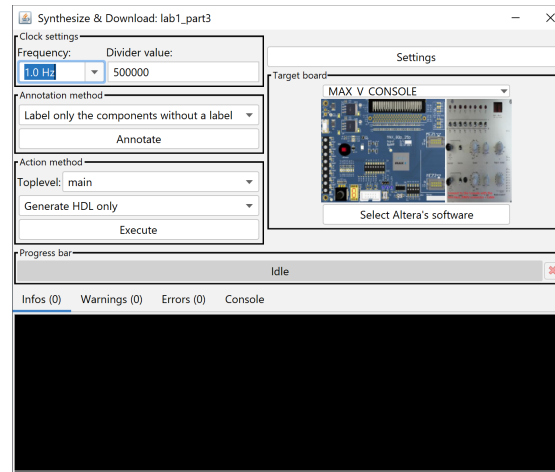 Synthesize & Download: lab1_part3
Clock settings
Frequency: Divider value:
1.0 Hz 500000
Annotation method
Label only the components without a label
Annotate
Action method
Toplevel: main
Generate HDL only
Execute
Settings
Target board
MAX_V_CONSOLE
Select Altera's software
Progress bar
Idle
Infos (0) Warnings (0) Errors (0) Console